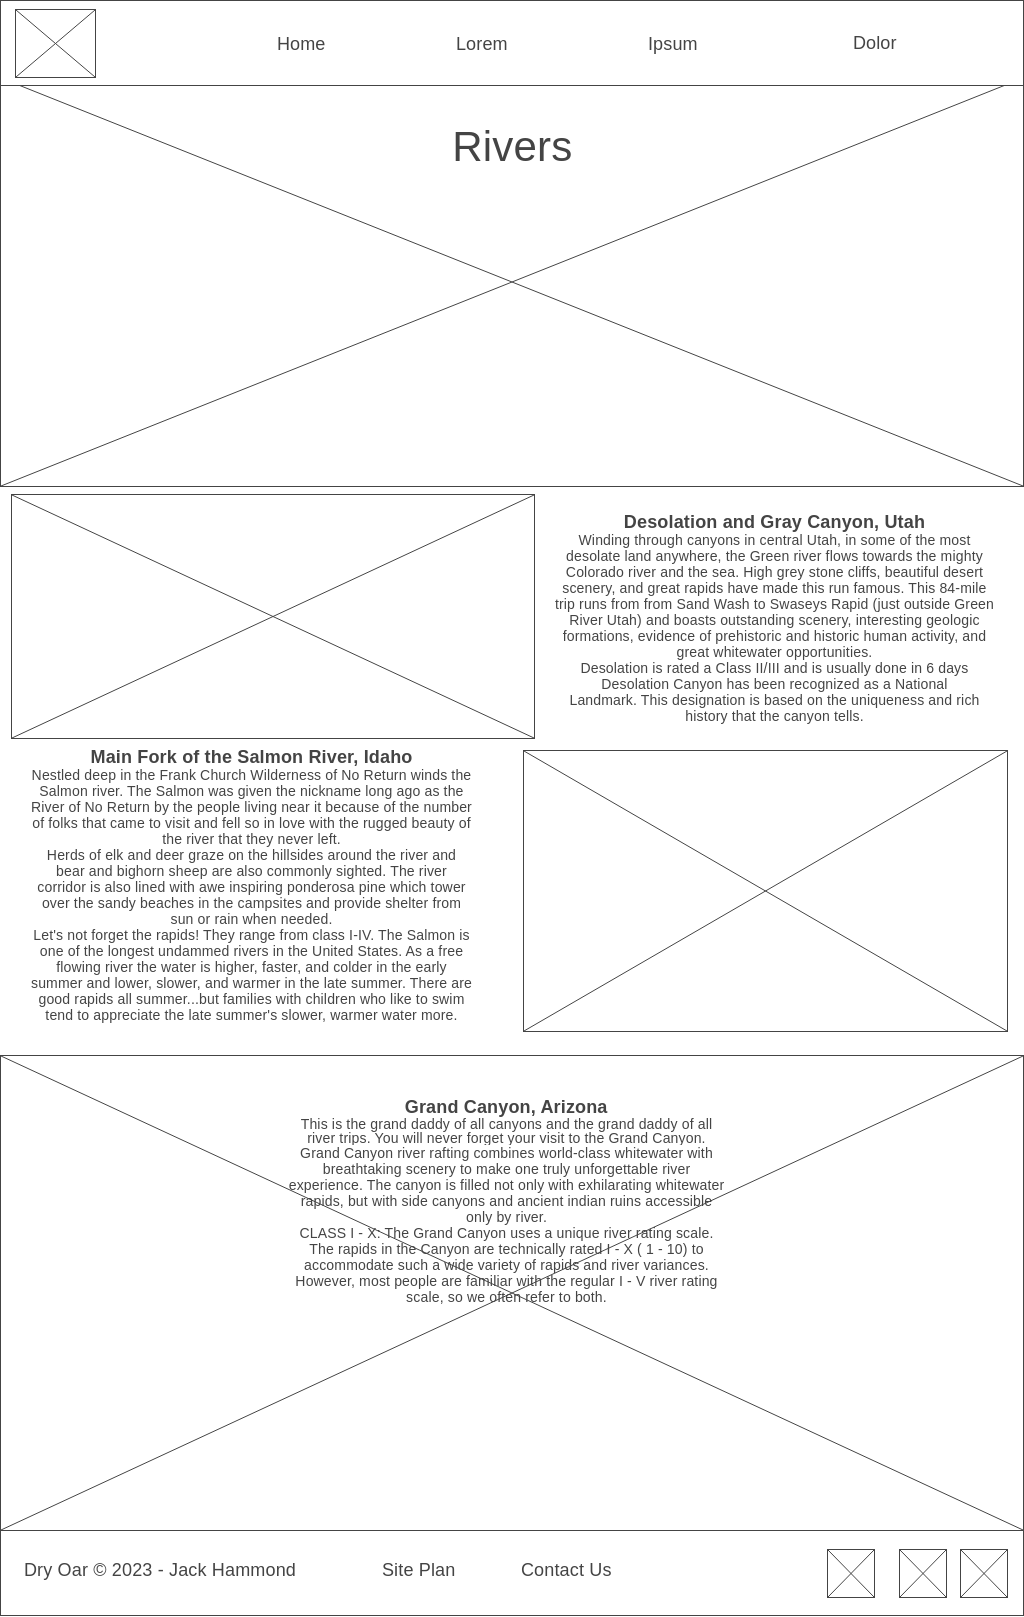 Home Lorem Ipsum Dolor
Rivers
Desolation and Gray Canyon, Utah
Winding through canyons in central Utah, in some of the most
desolate land anywhere, the Green river flows towards the mighty
Colorado river and the sea. High grey stone cliffs, beautiful desert
scenery, and great rapids have made this run famous. This 84-mile
trip runs from from Sand Wash to Swaseys Rapid (just outside Green
River Utah) and boasts outstanding scenery, interesting geologic
formations, evidence of prehistoric and historic human activity, and
great whitewater opportunities.
Desolation is rated a Class II/III and is usually done in 6 days
Desolation Canyon has been recognized as a National
Landmark. This designation is based on the uniqueness and rich
history that the canyon tells.
Main Fork of the Salmon River, Idaho
Nestled deep in the Frank Church Wilderness of No Return winds the
Salmon river. The Salmon was given the nickname long ago as the
River of No Return by the people living near it because of the number
of folks that came to visit and fell so in love with the rugged beauty of
the river that they never left.
Herds of elk and deer graze on the hillsides around the river and
bear and bighorn sheep are also commonly sighted. The river
corridor is also lined with awe inspiring ponderosa pine which tower
over the sandy beaches in the campsites and provide shelter from
sun or rain when needed.
Let's not forget the rapids! They range from class I-IV. The Salmon is
one of the longest undammed rivers in the United States. As a free
flowing river the water is higher, faster, and colder in the early
summer and lower, slower, and warmer in the late summer. There are
good rapids all summer...but families with children who like to swim
tend to appreciate the late summer's slower, warmer water more.
Grand Canyon, Arizona
This is the grand daddy of all canyons and the grand daddy of all
river trips. You will never forget your visit to the Grand Canyon.
Grand Canyon river rafting combines world-class whitewater with
breathtaking scenery to make one truly unforgettable river
experience. The canyon is filled not only with exhilarating whitewater
rapids, but with side canyons and ancient indian ruins accessible
only by river.
CLASS I - X: The Grand Canyon uses a unique river rating scale.
The rapids in the Canyon are technically rated I - X ( 1 - 10) to
accommodate such a wide variety of rapids and river variances.
However, most people are familiar with the regular I - V river rating
scale, so we often refer to both.
Dry Oar © 2023 - Jack Hammond Site Plan Contact Us